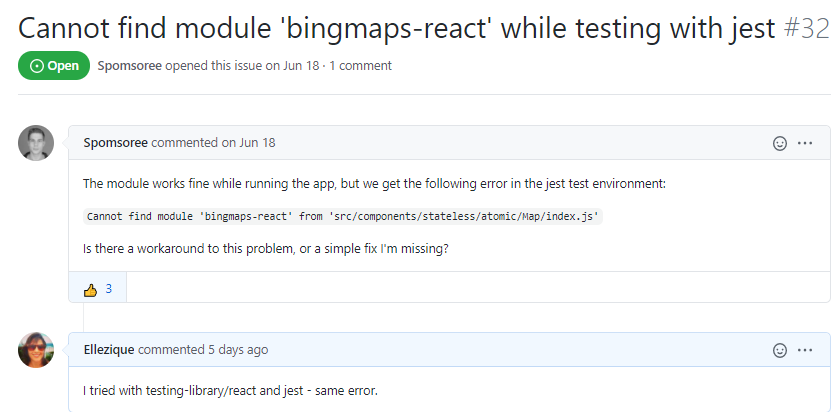 Cannot find module 'bingmaps-react' while testing with jest #32
Open Spomsoree opened this issue on Jun 18 · 1 comment
Spomsoree commented on Jun 18
The module works fine while running the app, but we get the following error in the jest test environment:
Cannot find module 'bingmaps-react' from 'src/components/stateless/atomic/Map/index.js'
Is there a workaround to this problem, or a simple fix I'm missing?
3
Ellezique commented 5 days ago
I tried with testing-library/react and jest - same error.